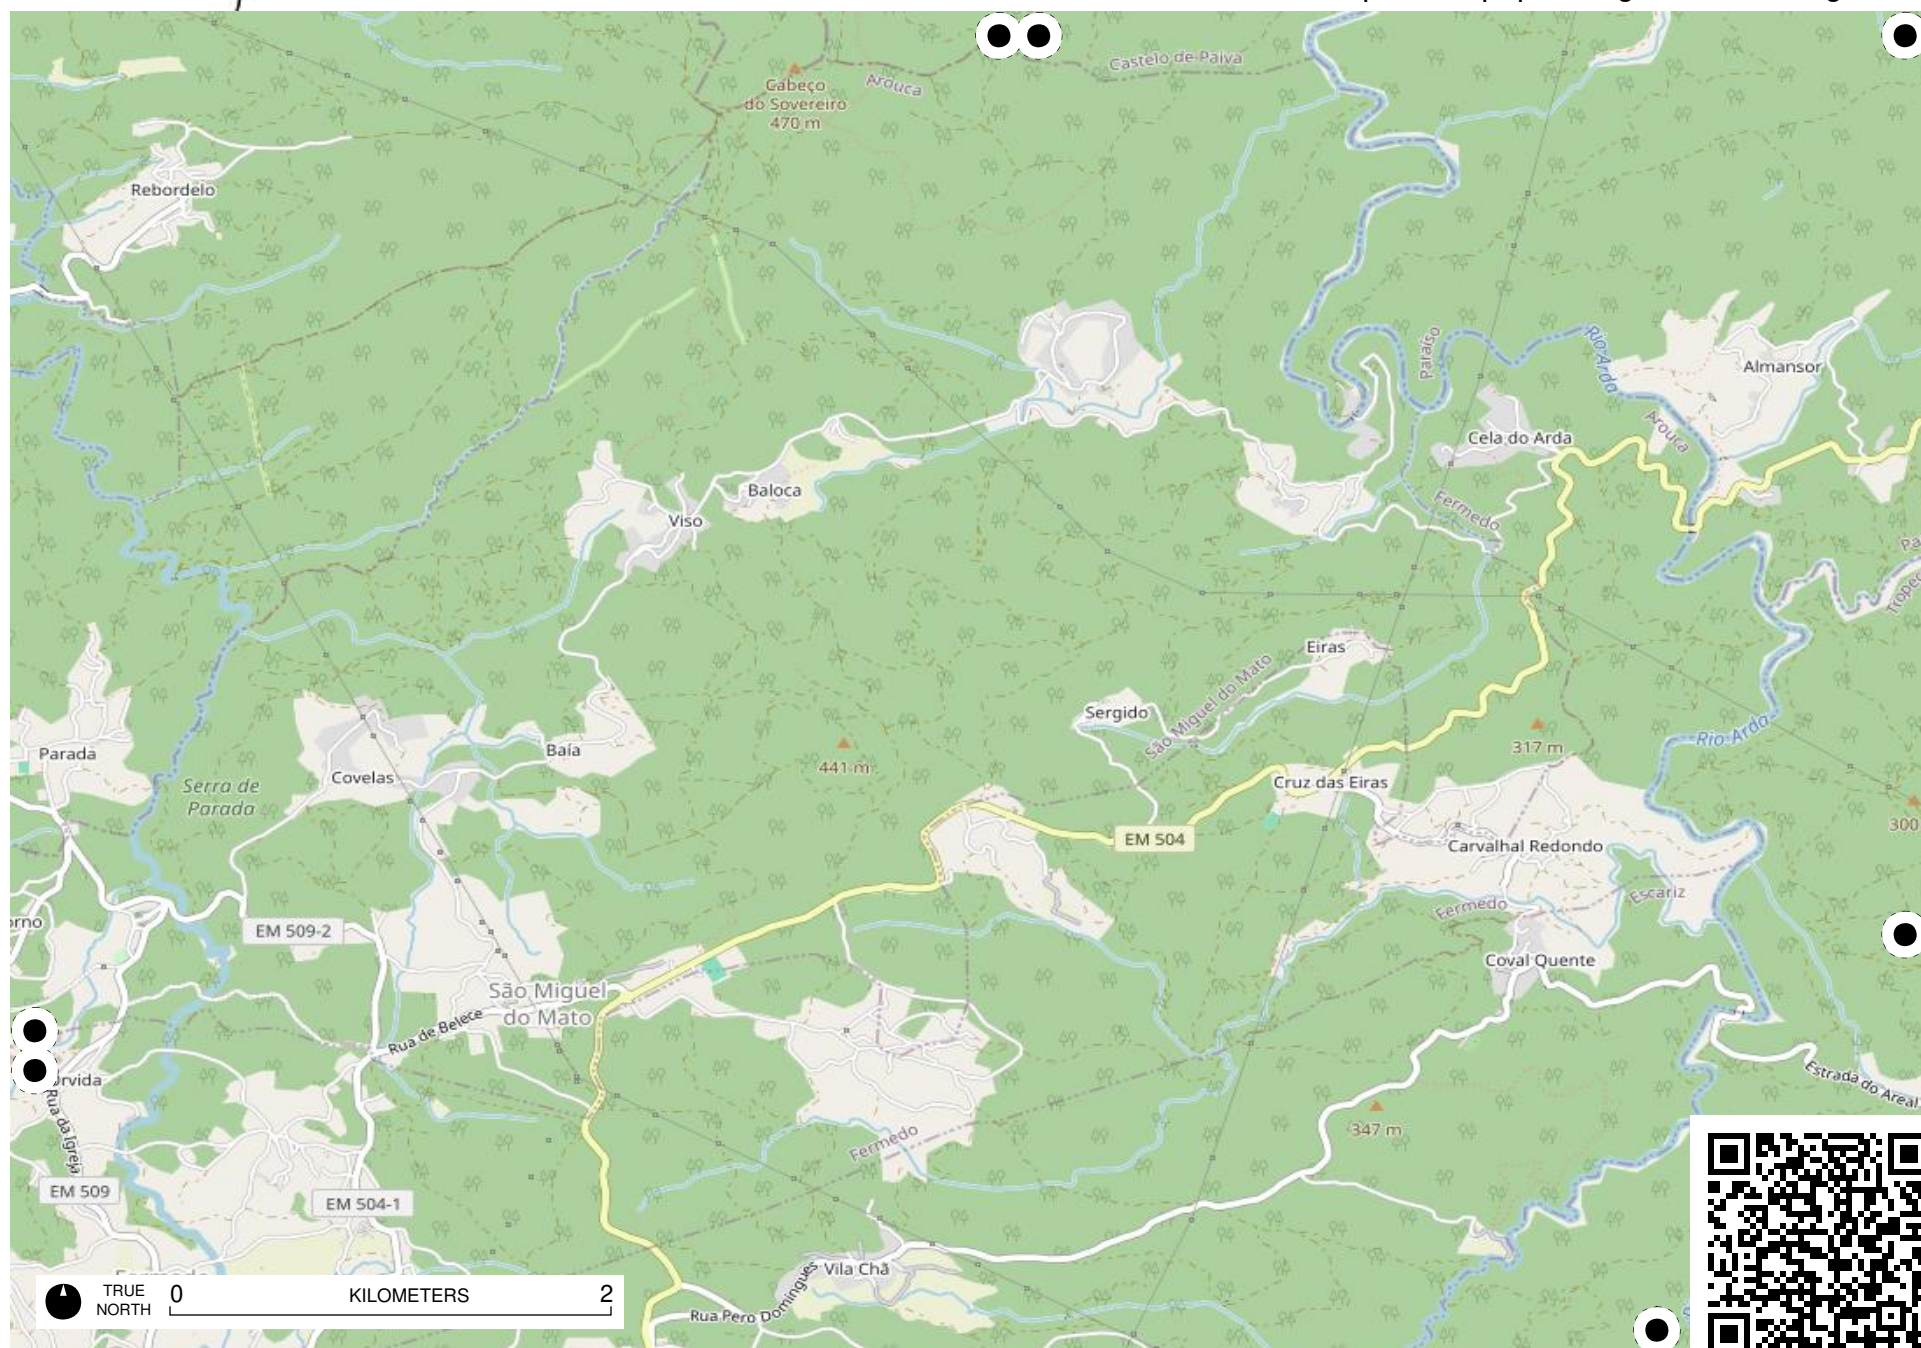 Castelo de Paiva
Arouca
Cabeço
do Sovereiro
470 m
Rebordelo
Paraíso
Rio Arda
Almansor
Arouca
Cela do Arda
Baloca
Viso
Fermedo
Eiras
São Miguel do Mato
Sergido
Rio Arda
317 m
Parada
Baía
Covelas
441 m
Serra de
Parada
Cruz das Eiras
300
EM 504
Carvalhal Redondo
Escariz
Fermedo
EM 509-2
Coval Quente
São Miguel
do Mato
Rua de Belece
Estrada do Areal
Rua da Igreja
347 m
Fermedo
EM 509
EM 504-1
Vila Chã
Rua Pero Domingues
TRUE
NORTH
0 KILOMETERS 2